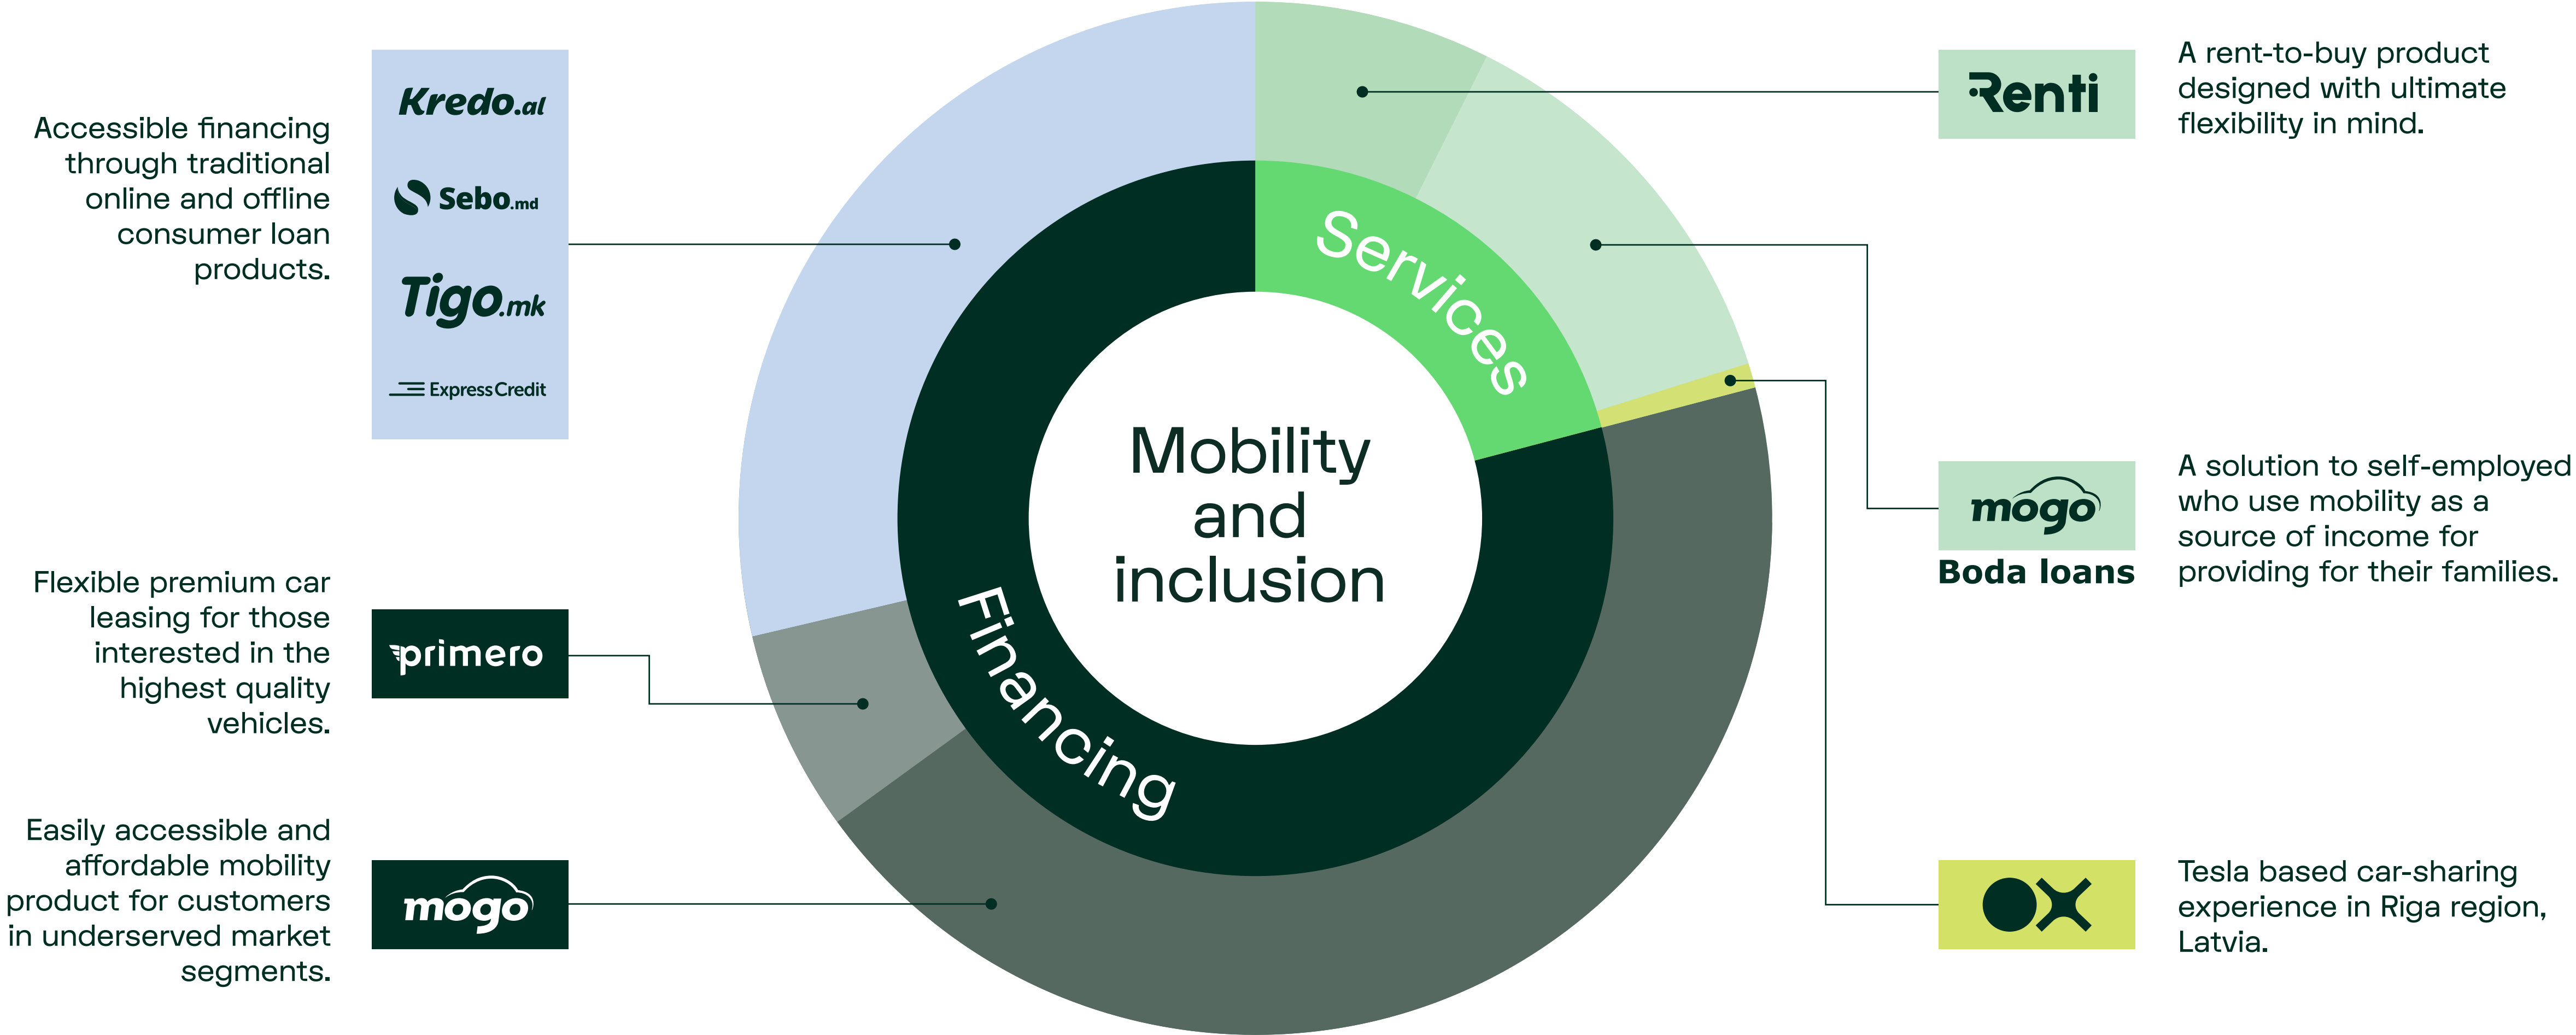 Accessible financing
through traditional
online and offline
consumer loan
products.
Kredo.al
Sebo.md
Tigo.mk
ExpressCredit
Flexible premium car
leasing for those
interested in the
highest quality
vehicles.
primero
Easily accessible and
affordable mobility
product for customers
in underserved market
segments.
mogo
Mobility
and
inclusion
Services
Financing
Renti
A rent-to-buy product
designed with ultimate
flexibility in mind.
mogo
Boda loans
A solution to self-employed
who use mobility as a
source of income for
providing for their families.
OX
Tesla based car-sharing
experience in Riga region,
Latvia.